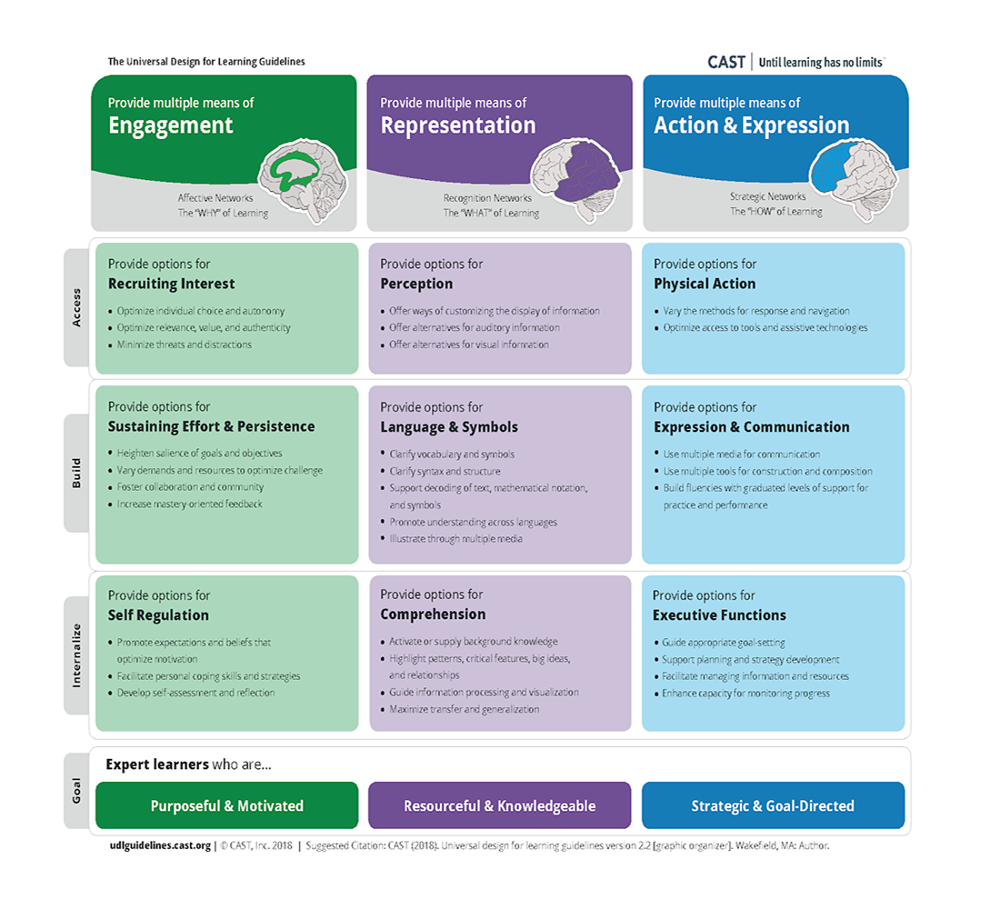 The Universal Design for Learning Guidelines
CAST | Until learning has no limits™
Provide multiple means of
Engagement
Affective Networks
The "WHY" of Learning
Provide multiple means of
Representation
Recognition Networks
The "WHAT" of Learning
Provide multiple means of
Action & Expression
Strategic Networks
The "HOW" of Learning
Access
Provide options for
Recruiting Interest
• Optimize individual choice and autonomy
• Optimize relevance, value, and authenticity
• Minimize threats and distractions
Provide options for
Perception
• Offer ways of customizing the display of information
• Offer alternatives for auditory information
• Offer alternatives for visual information
Provide options for
Physical Action
• Vary the methods for response and navigation
• Optimize access to tools and assistive technologies
Build
Provide options for
Sustaining Effort & Persistence
• Heighten salience of goals and objectives
• Vary demands and resources to optimize challenge
• Foster collaboration and community
• Increase mastery-oriented feedback
Provide options for
Language & Symbols
• Clarify vocabulary and symbols
• Clarify syntax and structure
• Support decoding of text, mathematical notation,
and symbols
• Promote understanding across languages
• Illustrate through multiple media
Provide options for
Expression & Communication
• Use multiple media for communication
• Use multiple tools for construction and composition
• Build fluencies with graduated levels of support for
practice and performance
Internalize
Provide options for
Self Regulation
• Promote expectations and beliefs that
optimize motivation
• Facilitate personal coping skills and strategies
• Develop self-assessment and reflection
Provide options for
Comprehension
• Activate or supply background knowledge
• Highlight patterns, critical features, big ideas,
and relationships
• Guide information processing and visualization
• Maximize transfer and generalization
Provide options for
Executive Functions
• Guide appropriate goal-setting
• Support planning and strategy development
• Facilitate managing information and resources
• Enhance capacity for monitoring progress
Goal
Expert learners who are...
Purposeful & Motivated
Resourceful & Knowledgeable
Strategic & Goal-Directed
udlguidelines.cast.org | © CAST, Inc. 2018 | Suggested Citation: CAST (2018). Universal design for learning guidelines version 2.2 [graphic organizer]. Wakefield, MA: Author.